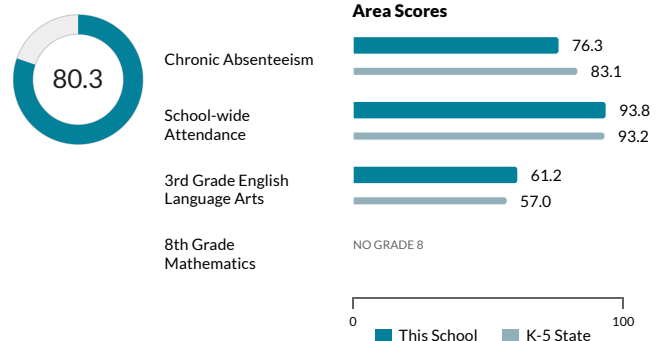 Area Scores
80.3
Chronic Absenteeism
76.3
83.1
School-wide
Attendance
93.8
93.2
3rd Grade English
Language Arts
61.2
57.0
8th Grade
Mathematics
NO GRADE 8
0
100
This School
K-5 State